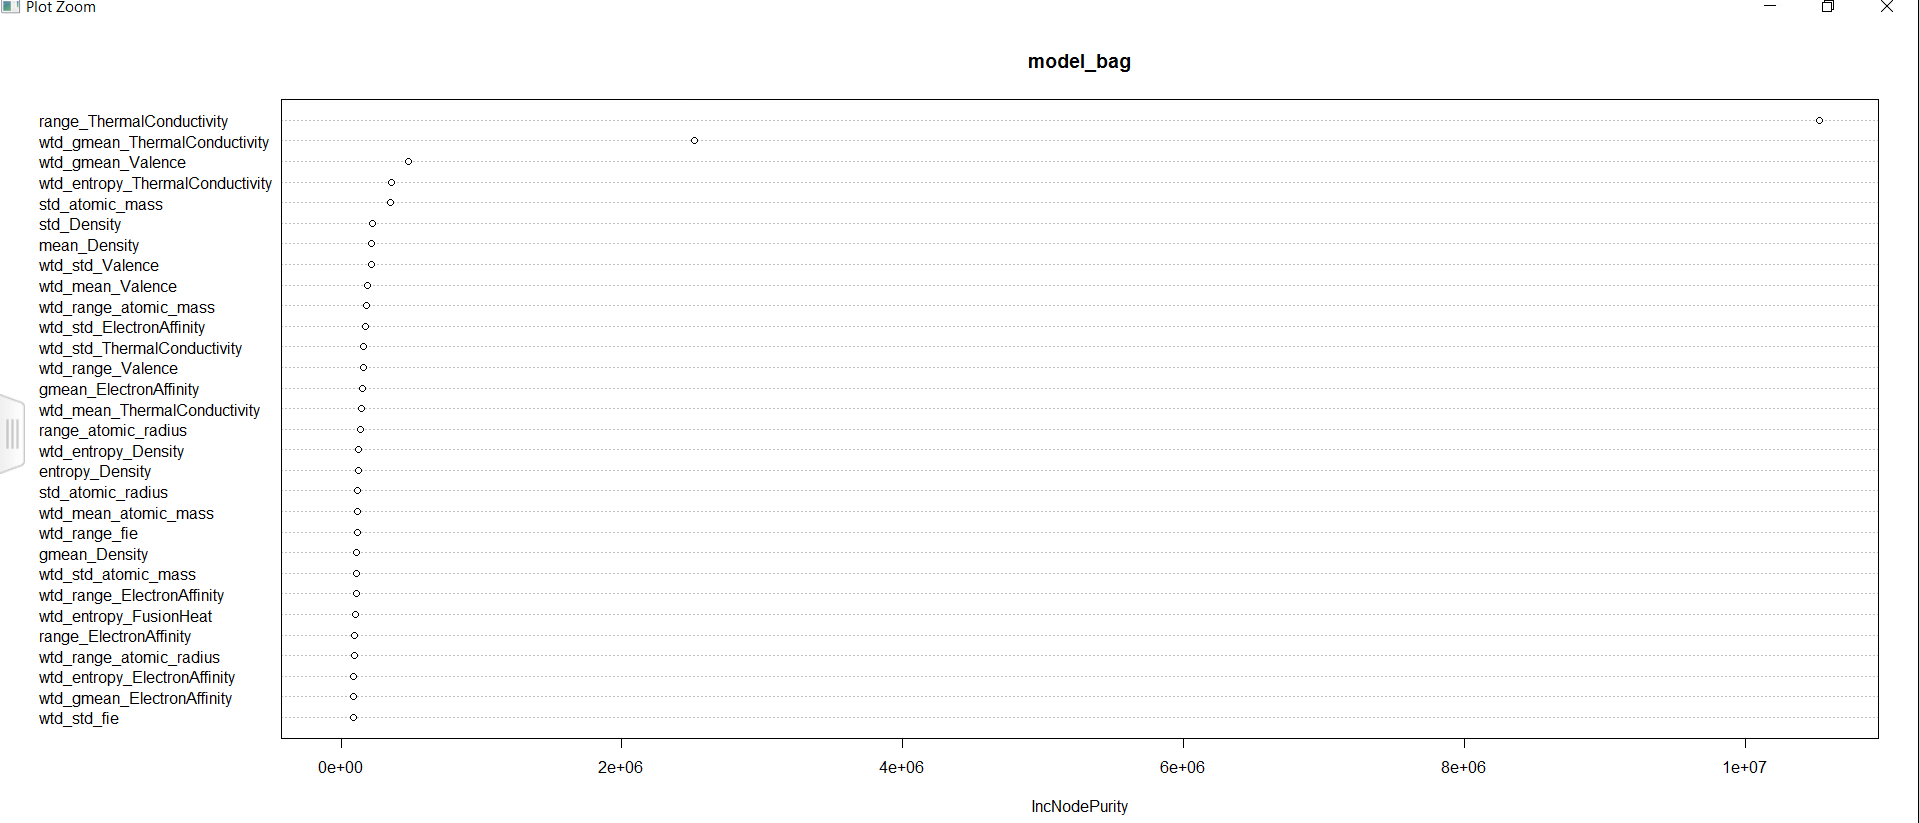 Plot Zoom
model_bag
range_ThermalConductivity
wtd_gmean_ThermalConductivity
wtd_gmean_Valence
wtd_entropy_ThermalConductivity
std_atomic_mass
std_Density
mean_Density
wtd_std_Valence
wtd_mean_Valence
wtd_range_atomic_mass
wtd_std_ElectronAffinity
wtd_std_ThermalConductivity
wtd_range_Valence
gmean_ElectronAffinity
wtd_mean_ThermalConductivity
range_atomic_radius
wtd_entropy_Density
entropy_Density
std_atomic_radius
wtd_mean_atomic_mass
wtd_range_fie
gmean_Density
wtd_std_atomic_mass
wtd_range_ElectronAffinity
wtd_entropy_FusionHeat
range_ElectronAffinity
wtd_range_atomic_radius
wtd_entropy_ElectronAffinity
wtd_gmean_ElectronAffinity
wtd_std_fie
0e+00 2e+06 4e+06 6e+06 8e+06 1e+07
IncNodePurity